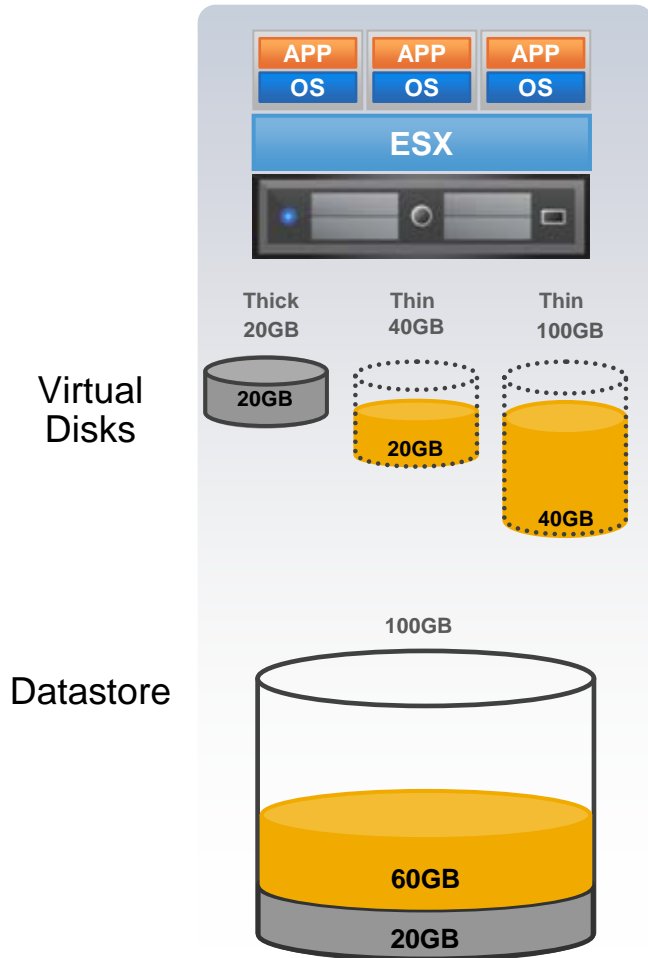 APP APP APP
OS OS OS
ESX
Thick Thin Thin
20GB 40GB 100GB
Virtual
Disks
20GB
20GB
40GB
100GB
Datastore
60GB
20GB